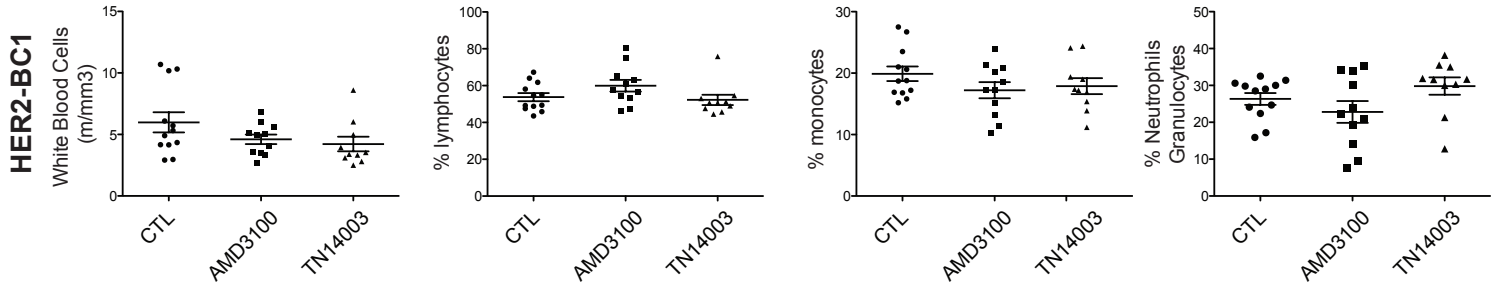 HER2-BC1
White Blood Cells
(m/mm3)
15
10
5
0
CTL
AMD3100
TN14003
% lymphocytes
100
80
60
40
20
0
CTL
AMD3100
TN14003
% monocytes
30
20
10
0
CTL
AMD3100
TN14003
% Neutrophils
Granulocytes
50
40
30
20
10
0
CTL
AMD3100
TN14003